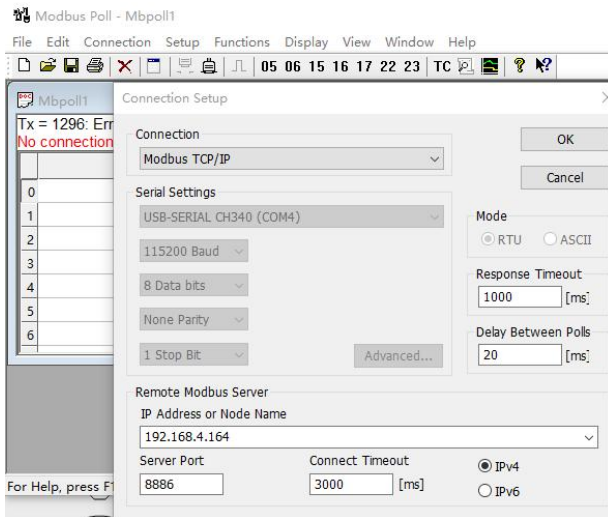 Modbus Poll - Mbpoll1
File Edit Connection Setup Functions Display View Window Help
05 06 15 16 17 22 23 TC
Mbpoll1
Tx = 1296: Err
No connection
0
1
2
3
4
5
6
For Help, press F1
Connection Setup
Connection
Modbus TCP/IP
OK
Cancel
Serial Settings
USB-SERIAL CH340 (COM4)
115200 Baud
8 Data bits
None Parity
1 Stop Bit
Advanced...
Mode
RTU ASCII
Response Timeout
1000 [ms]
Delay Between Polls
20 [ms]
Remote Modbus Server
IP Address or Node Name
192.168.4.164
Server Port Connect Timeout
8886 3000 [ms]
IPv4
IPv6